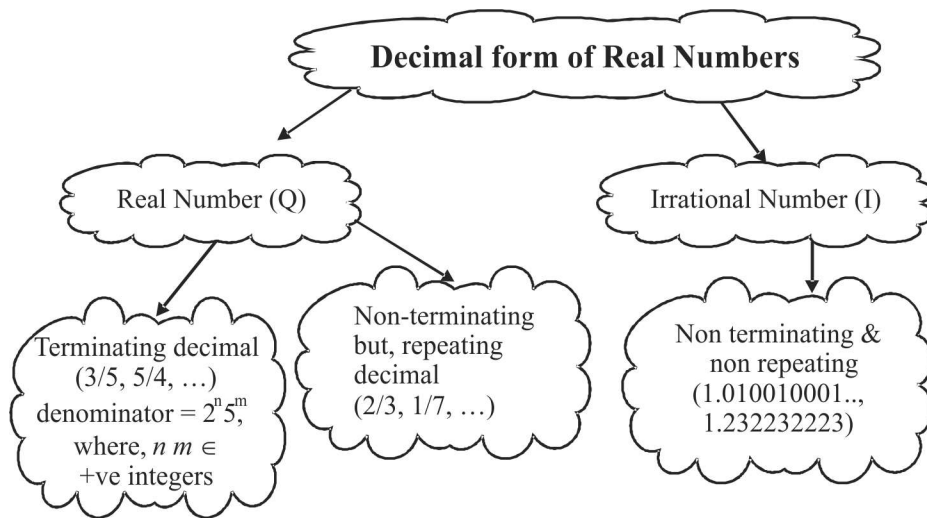 Decimal form of Real Numbers
Real Number (Q)
Irrational Number (I)
Terminating decimal
(3/5, 5/4, …)
denominator = 2ⁿ5ᵐ,
where, n m ∈
+ve integers
Non-terminating
but, repeating
decimal
(2/3, 1/7, …)
Non terminating &
non repeating
(1.010010001..,
1.232232223)